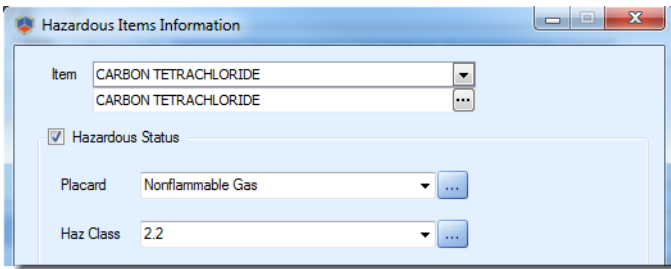 Hazardous Items Information
Item CARBON TETRACHLORIDE
CARBON TETRACHLORIDE
Hazardous Status
Placard Nonflammable Gas
Haz Class 2.2